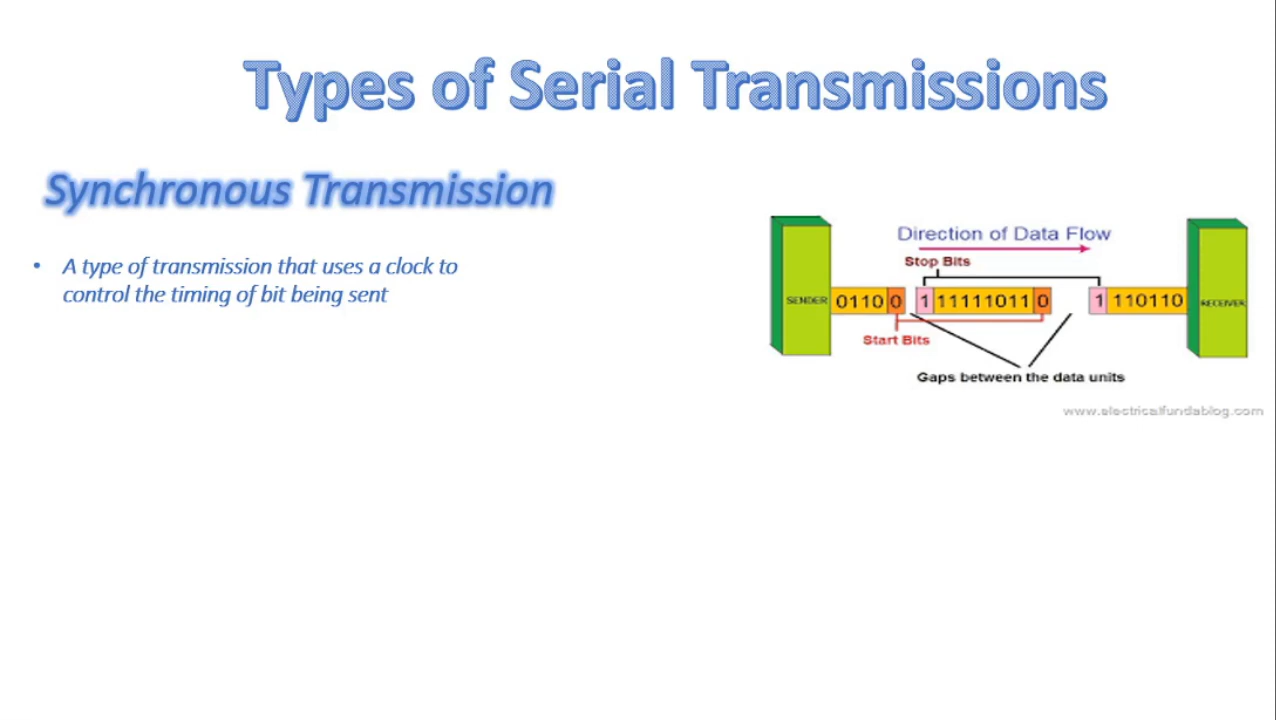 Types of Serial Transmissions
Synchronous Transmission
• A type of transmission that uses a clock to
control the timing of bit being sent
Direction of Data Flow
Stop Bits
SENDER 0110 0 1 11111011 0 1 110110 RECEIVER
Start Bits
Gaps between the data units
www.electricalfundablog.com